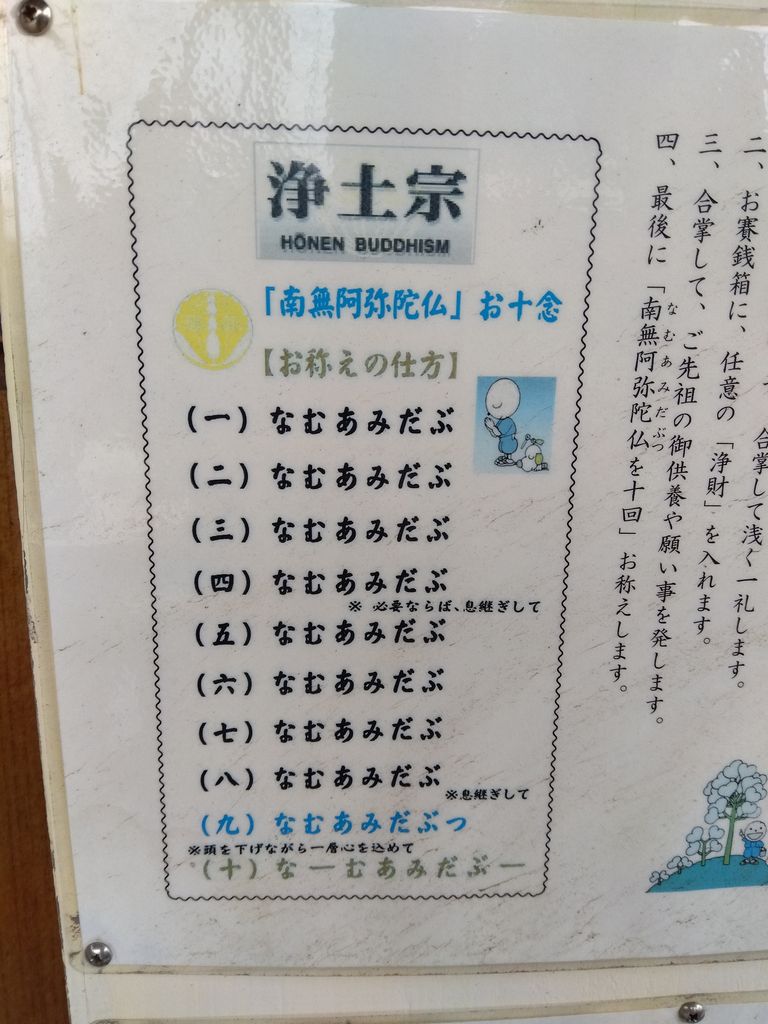 合掌して浅く一礼します。
二、お賽銭箱に、任意の「浄財」を入れます。
三、合掌して、ご先祖の御供養や願い事を発します。
四、最後に「南無阿弥陀仏を十回」お称えします。
なむあみだぶつ
浄土宗
HŌNEN BUDDHISM
「南無阿弥陀仏」お十念
【お称えの仕方】
(一)なむあみだぶ
(二)なむあみだぶ
(三)なむあみだぶ
(四)なむあみだぶ
※ 必要ならば、息継ぎして
(五)なむあみだぶ
(六)なむあみだぶ
(七)なむあみだぶ
(八)なむあみだぶ
※息継ぎして
(九)なむあみだぶつ
※頭を下げながら一層心を込めて
(十)なーむあみだぶー